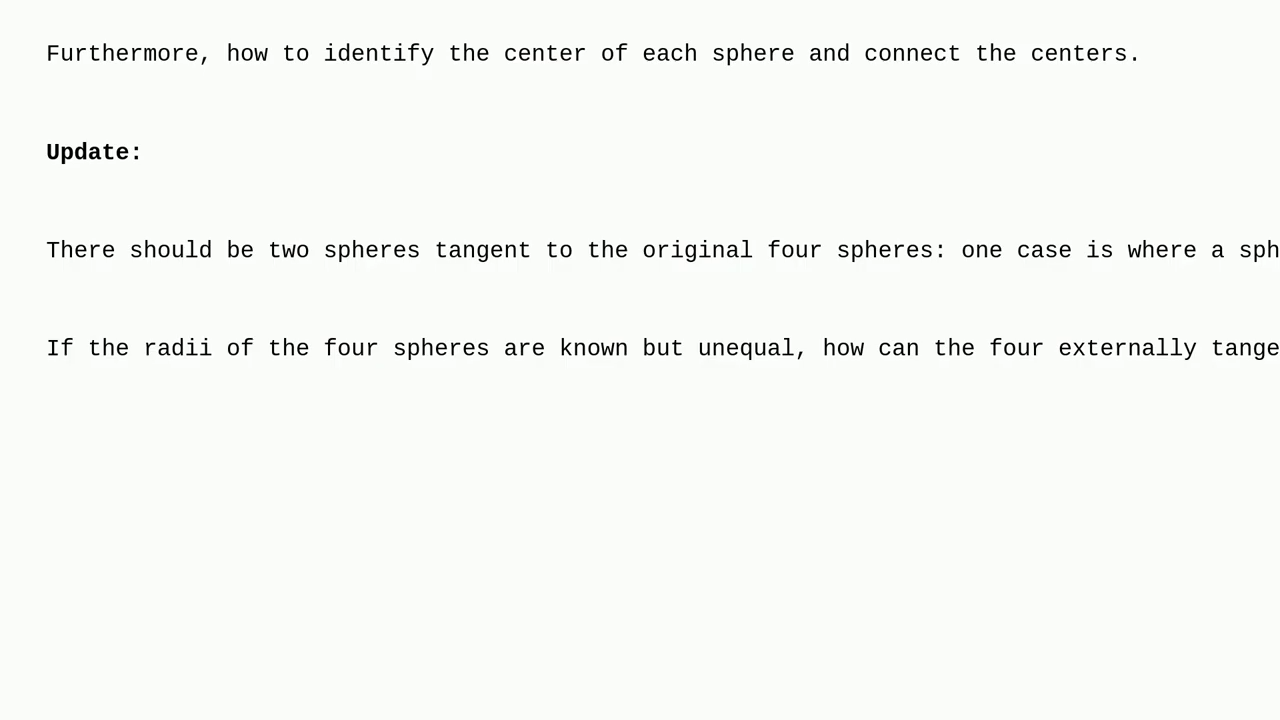 Furthermore, how to identify the center of each sphere and connect the centers.
Update:
There should be two spheres tangent to the original four spheres: one case is where a sph
If the radii of the four spheres are known but unequal, how can the four externally tange